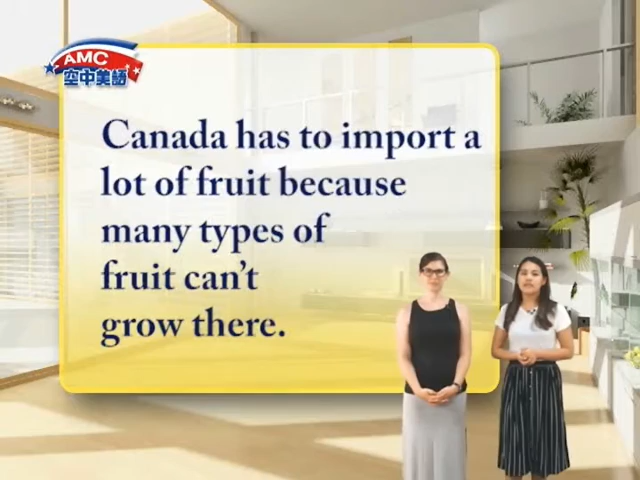 AMC
空中美語
Canada has to import a
lot of fruit because
many types of
fruit can't
grow there.